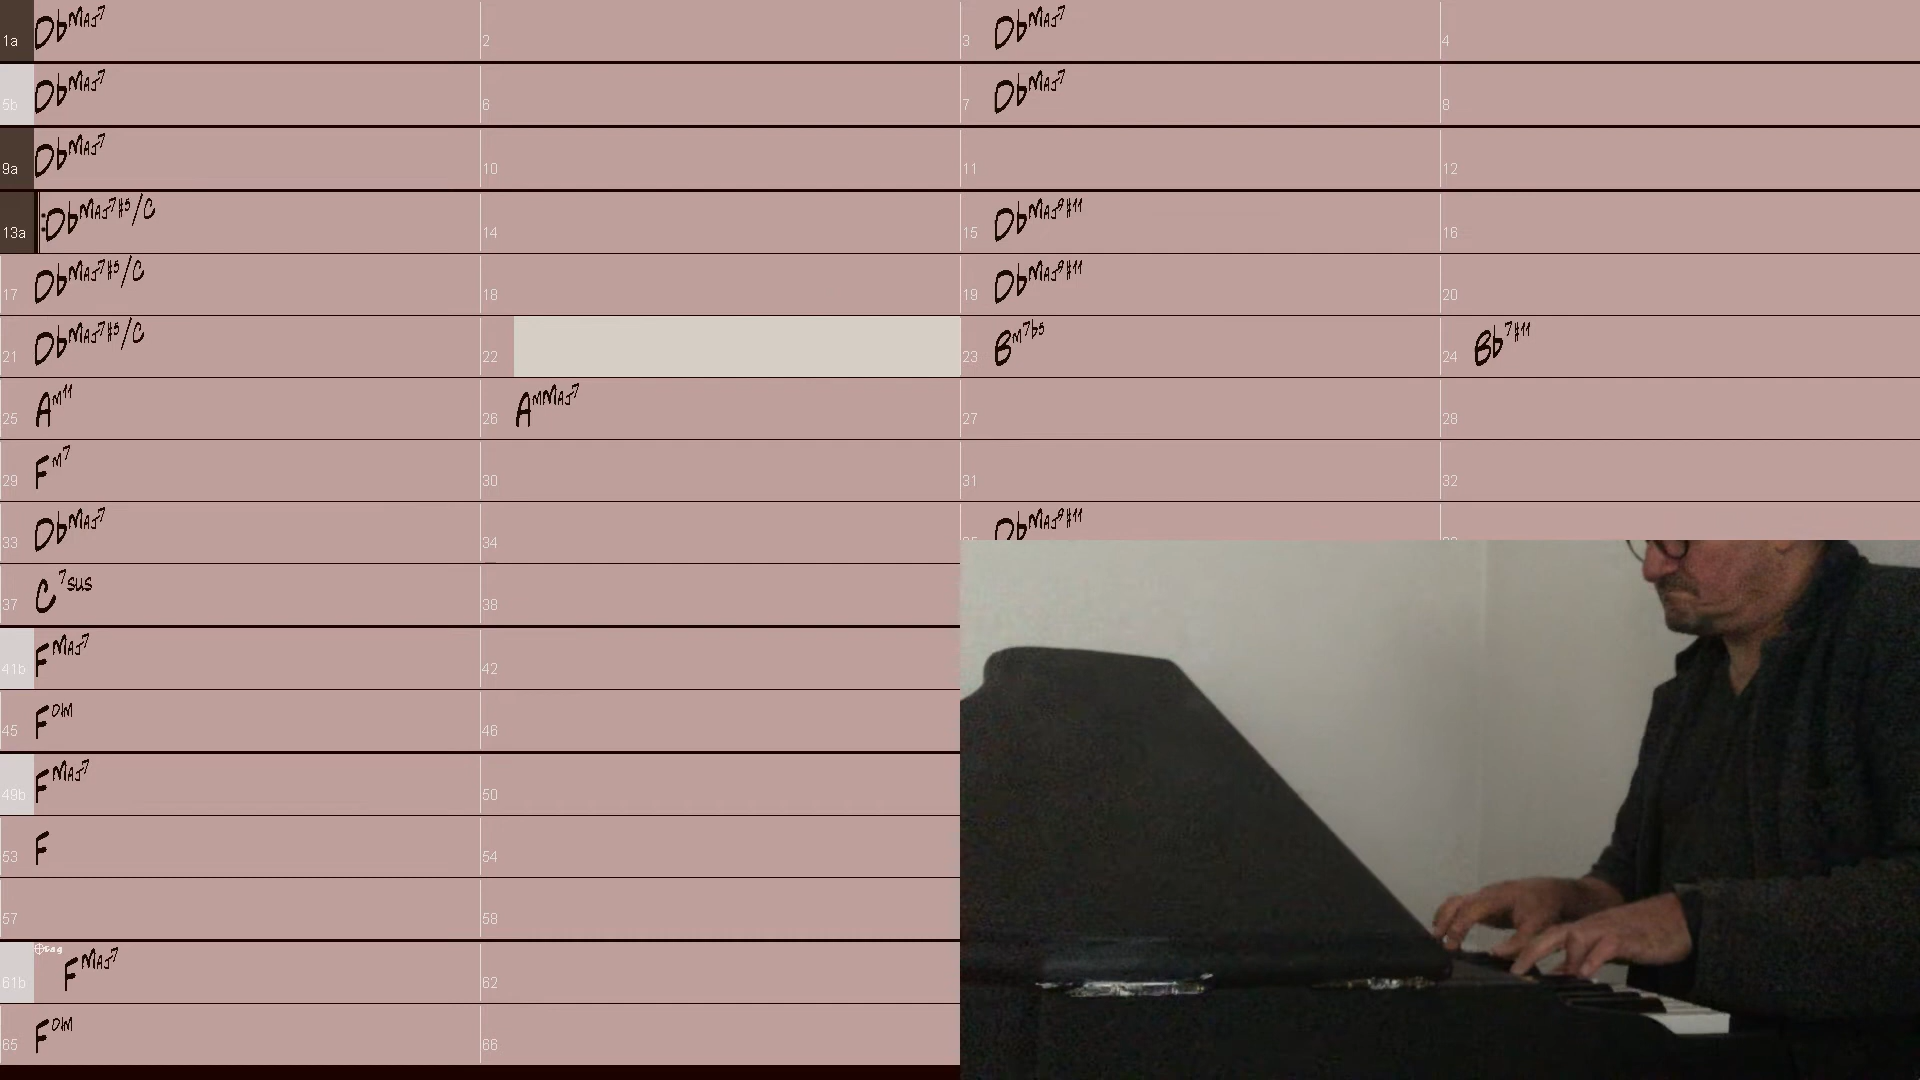 1a DbMaj7 2 3 DbMaj7 4
5b DbMaj7 6 7 DbMaj7 8
9a DbMaj7 10 11 12
13a DbMaj7#5/C 14 15 DbMaj9#11 16
17 DbMaj7#5/C 18 19 DbMaj9#11 20
21 DbMaj7#5/C 22 23 Bm7b5 24 Bb7#11
25 Am11 26 AmMaj7 27 28
29 Fm7 30 31 32
33 DbMaj7 34 DbMaj9#11
37 C7sus 38
41b FMaj7 42
45 Fdim 46
49b FMaj7 50
53 F 54
57 58
tag
61b FMaj7 62
65 Fdim 66